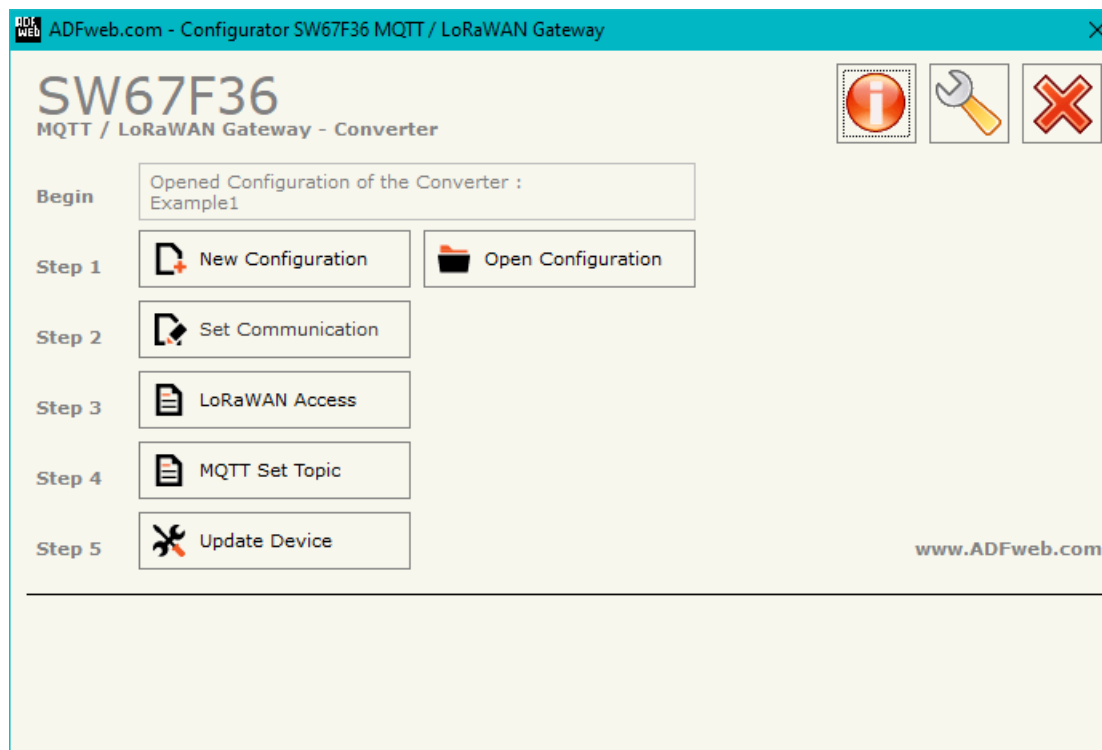 ADF
web
ADFweb.com - Configurator SW67F36 MQTT / LoRaWAN Gateway
SW67F36
MQTT / LoRaWAN Gateway - Converter
Begin
Opened Configuration of the Converter :
Example1
Step 1
New Configuration
Open Configuration
Step 2
Set Communication
Step 3
LoRaWAN Access
Step 4
MQTT Set Topic
Step 5
Update Device
www.ADFweb.com